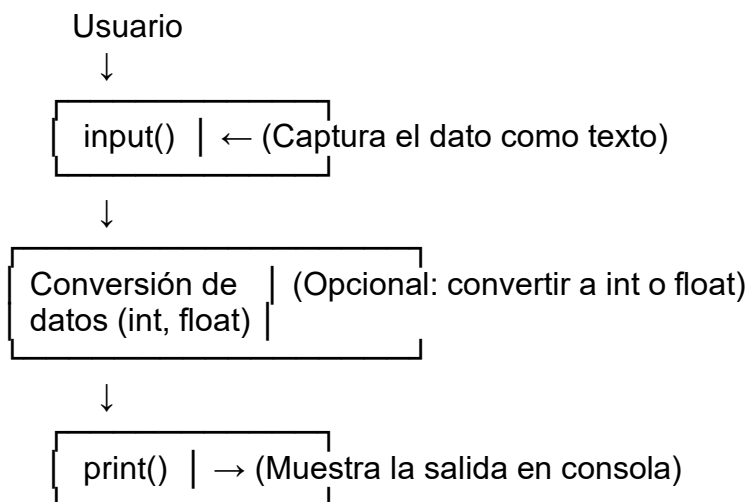 Usuario
↓
input() | ← (Captura el dato como texto)
↓
Conversión de | (Opcional: convertir a int o float)
datos (int, float) |
↓
print() | → (Muestra la salida en consola)